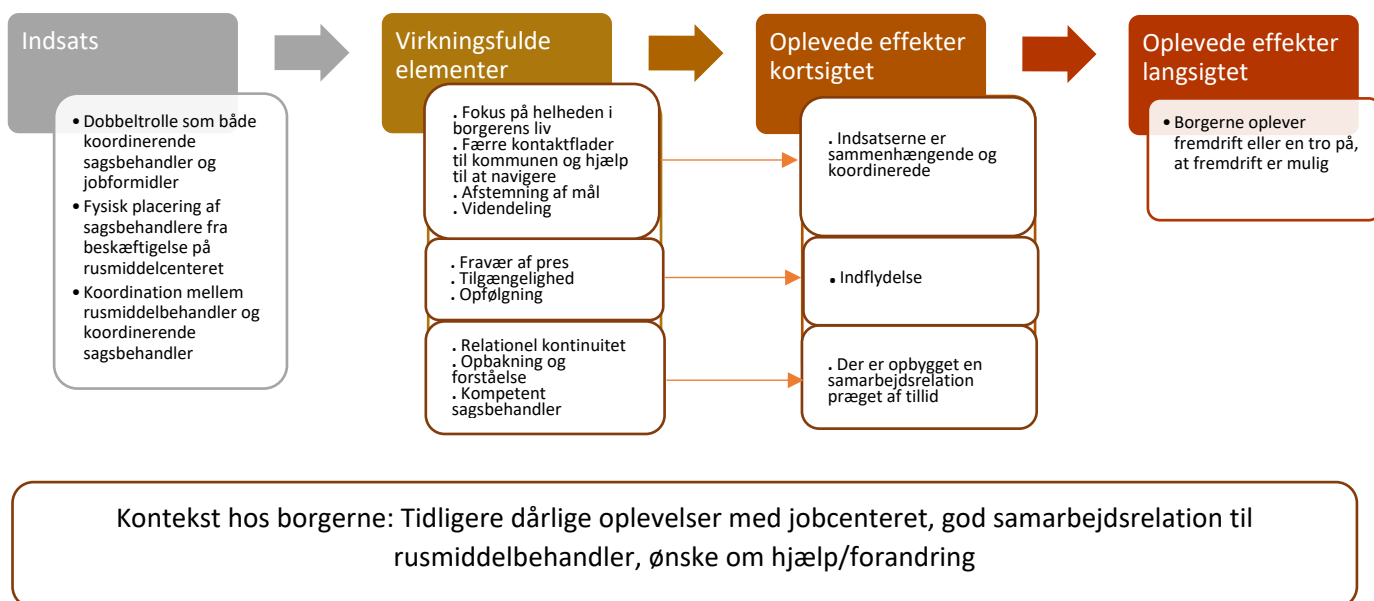 Indsats
• Dobbeltrolle som både
koordinerende
sagsbehandler og
jobformidler
• Fysisk placering af
sagsbehandlere fra
beskæftigelse på
rusmiddelcenteret
• Koordination mellem
rusmiddelbehandler og
koordinerende
sagsbehandler
Virkningsfulde
elementer
. Fokus på helheden i
borgerens liv
. Færre kontaktflader
til kommunen og hjælp
til at navigere
. Afstemning af mål
. Videndeling
. Fravær af pres
. Tilgængelighed
. Opfølgning
. Relationel kontinuitet
. Opbakning og
forståelse
. Kompetent
sagsbehandler
Oplevede effekter
kortsigtet
. Indsatserne er
sammenhængende og
koordinerede
. Indflydelse
. Der er opbygget en
samarbejdsrelation
præget af tillid
Oplevede effekter
langsigtet
• Borgerne oplever
fremdrift eller en tro på,
at fremdrift er mulig
Kontekst hos borgerne: Tidligere dårlige oplevelser med jobcenteret, god samarbejdsrelation til
rusmiddelbehandler, ønske om hjælp/forandring